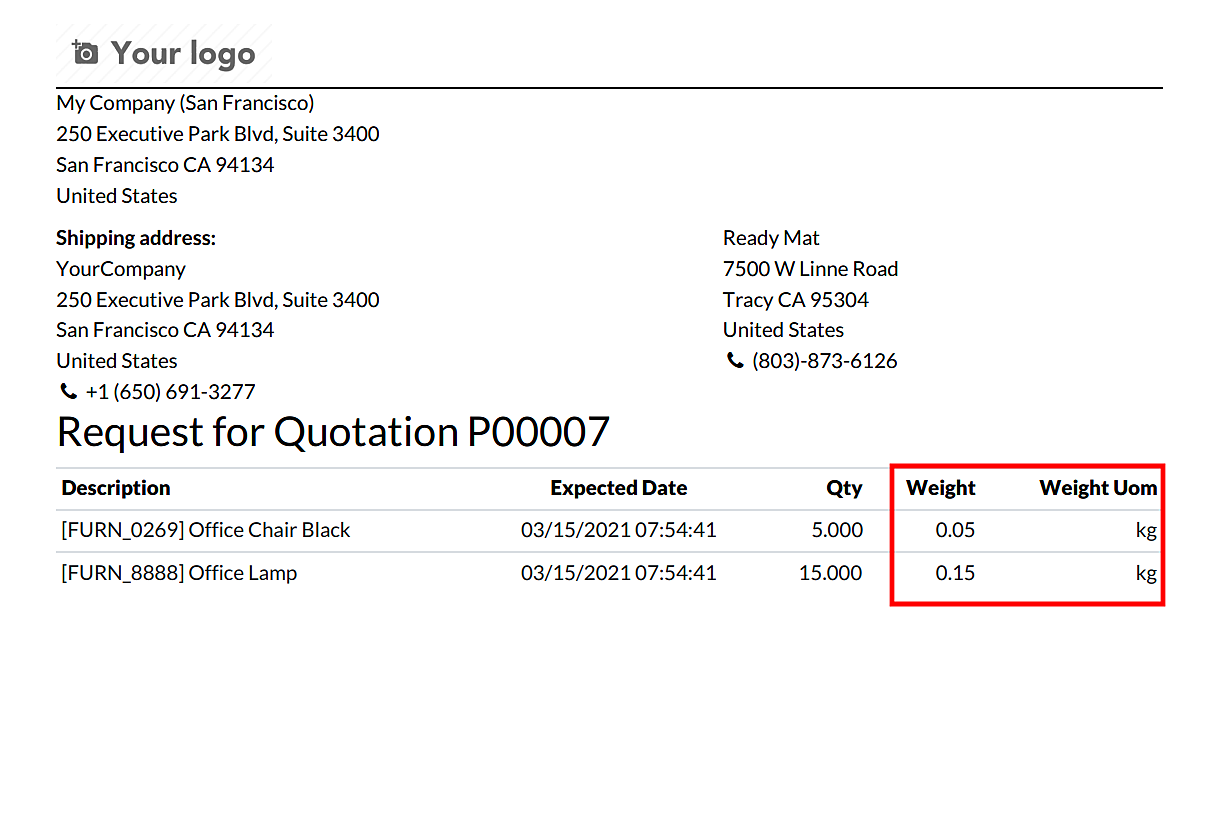 Your logo
My Company (San Francisco)
250 Executive Park Blvd, Suite 3400
San Francisco CA 94134
United States
Shipping address:
YourCompany
250 Executive Park Blvd, Suite 3400
San Francisco CA 94134
United States
+1 (650) 691-3277
Ready Mat
7500 W Linne Road
Tracy CA 95304
United States
(803)-873-6126
Request for Quotation P00007
Description Expected Date Qty Weight Weight Uom
[FURN_0269] Office Chair Black 03/15/2021 07:54:41 5.000 0.05 kg
[FURN_8888] Office Lamp 03/15/2021 07:54:41 15.000 0.15 kg